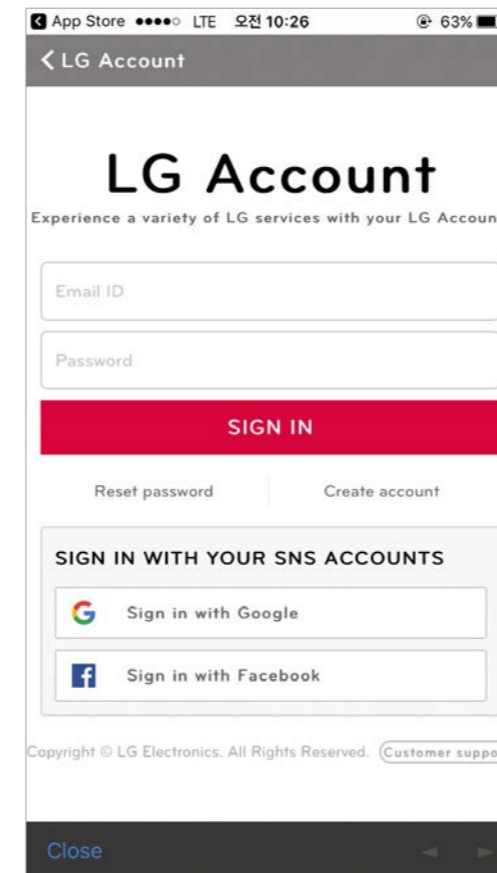 App Store LTE 오전 10:26 63%
LG Account
LG Account
Experience a variety of LG services with your LG Accoun
Email ID
Password
SIGN IN
Reset password Create account
SIGN IN WITH YOUR SNS ACCOUNTS
Sign in with Google
Sign in with Facebook
Copyright © LG Electronics. All Rights Reserved. Customer suppo
Close